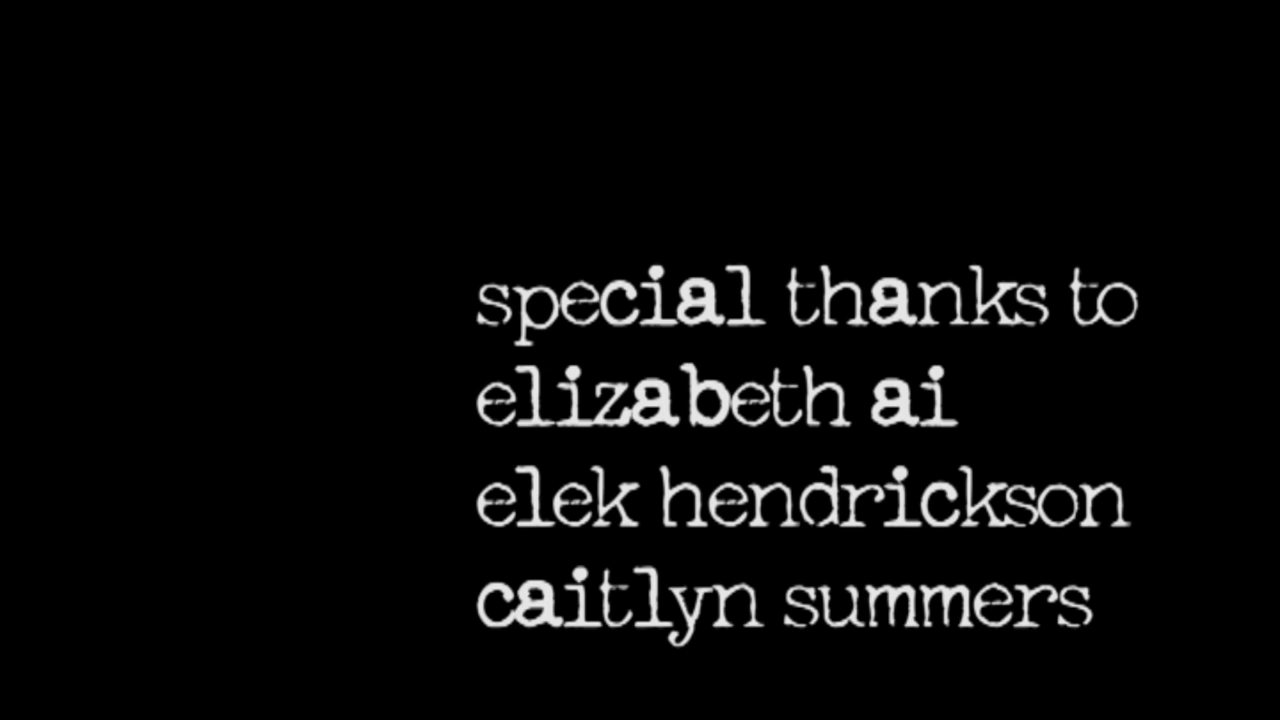 special thanks to
elizabeth ai
elek hendrickson
caitlyn summers